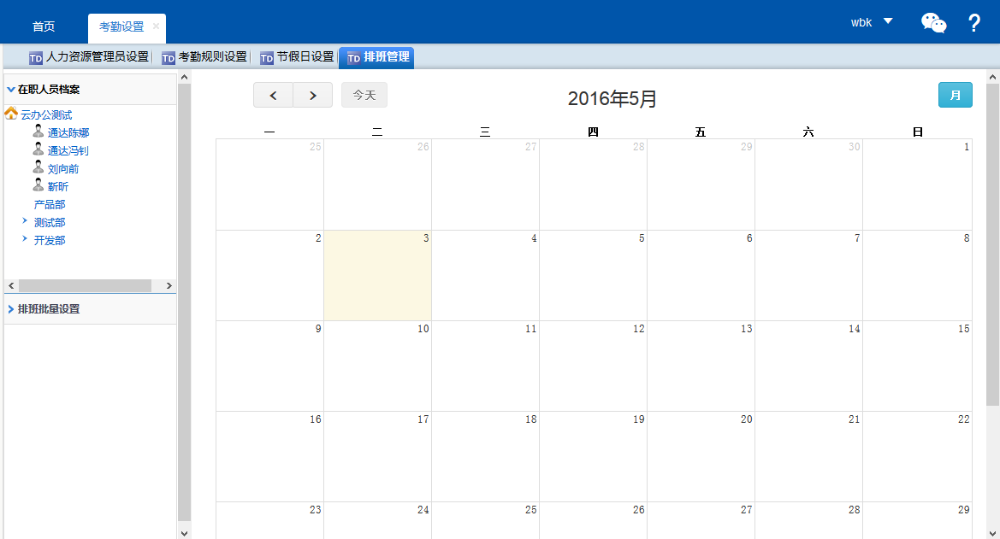 首页 考勤设置 × wbk ?
TD 人力资源管理员设置 TD 考勤规则设置 TD 节假日设置 TD 排班管理
在职人员档案
云办公测试
通达陈娜
通达冯钊
刘向前
靳昕
产品部
测试部
开发部
排班批量设置
< > 今天 2016年5月 月
一 二 三 四 五 六 日
25 26 27 28 29 30 1
2 3 4 5 6 7 8
9 10 11 12 13 14 15
16 17 18 19 20 21 22
23 24 25 26 27 28 29